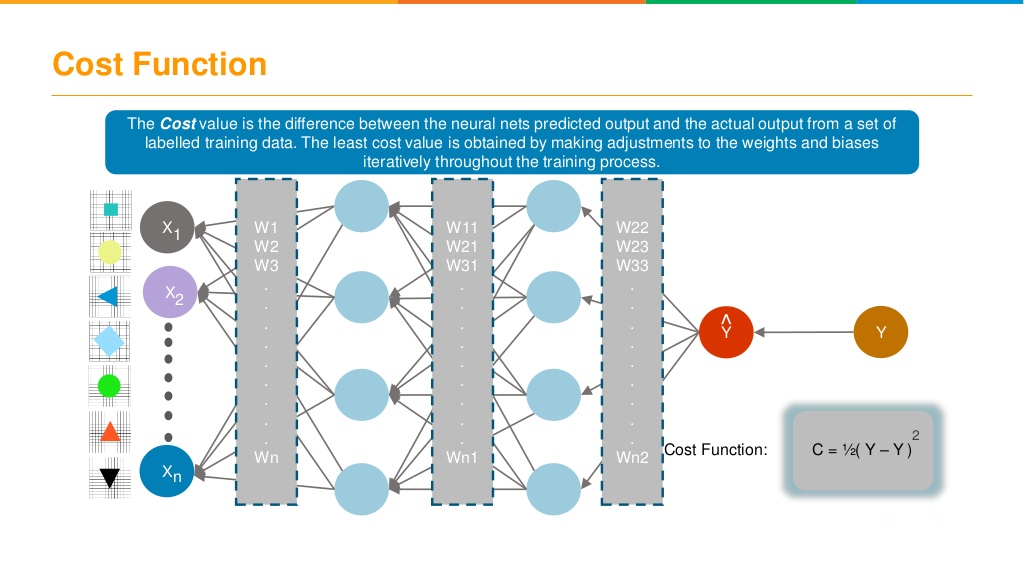 Cost Function
The Cost value is the difference between the neural nets predicted output and the actual output from a set of
labelled training data. The least cost value is obtained by making adjustments to the weights and biases
iteratively throughout the training process.
X1
X2
Xn
W1
W2
W3
.
.
.
.
.
.
.
.
Wn
W11
W21
W31
.
.
.
.
.
.
.
.
Wn1
W22
W23
W33
.
.
.
.
.
.
.
.
Wn2
^
Y
Y
Cost Function:
C = ½( Y – Y )2